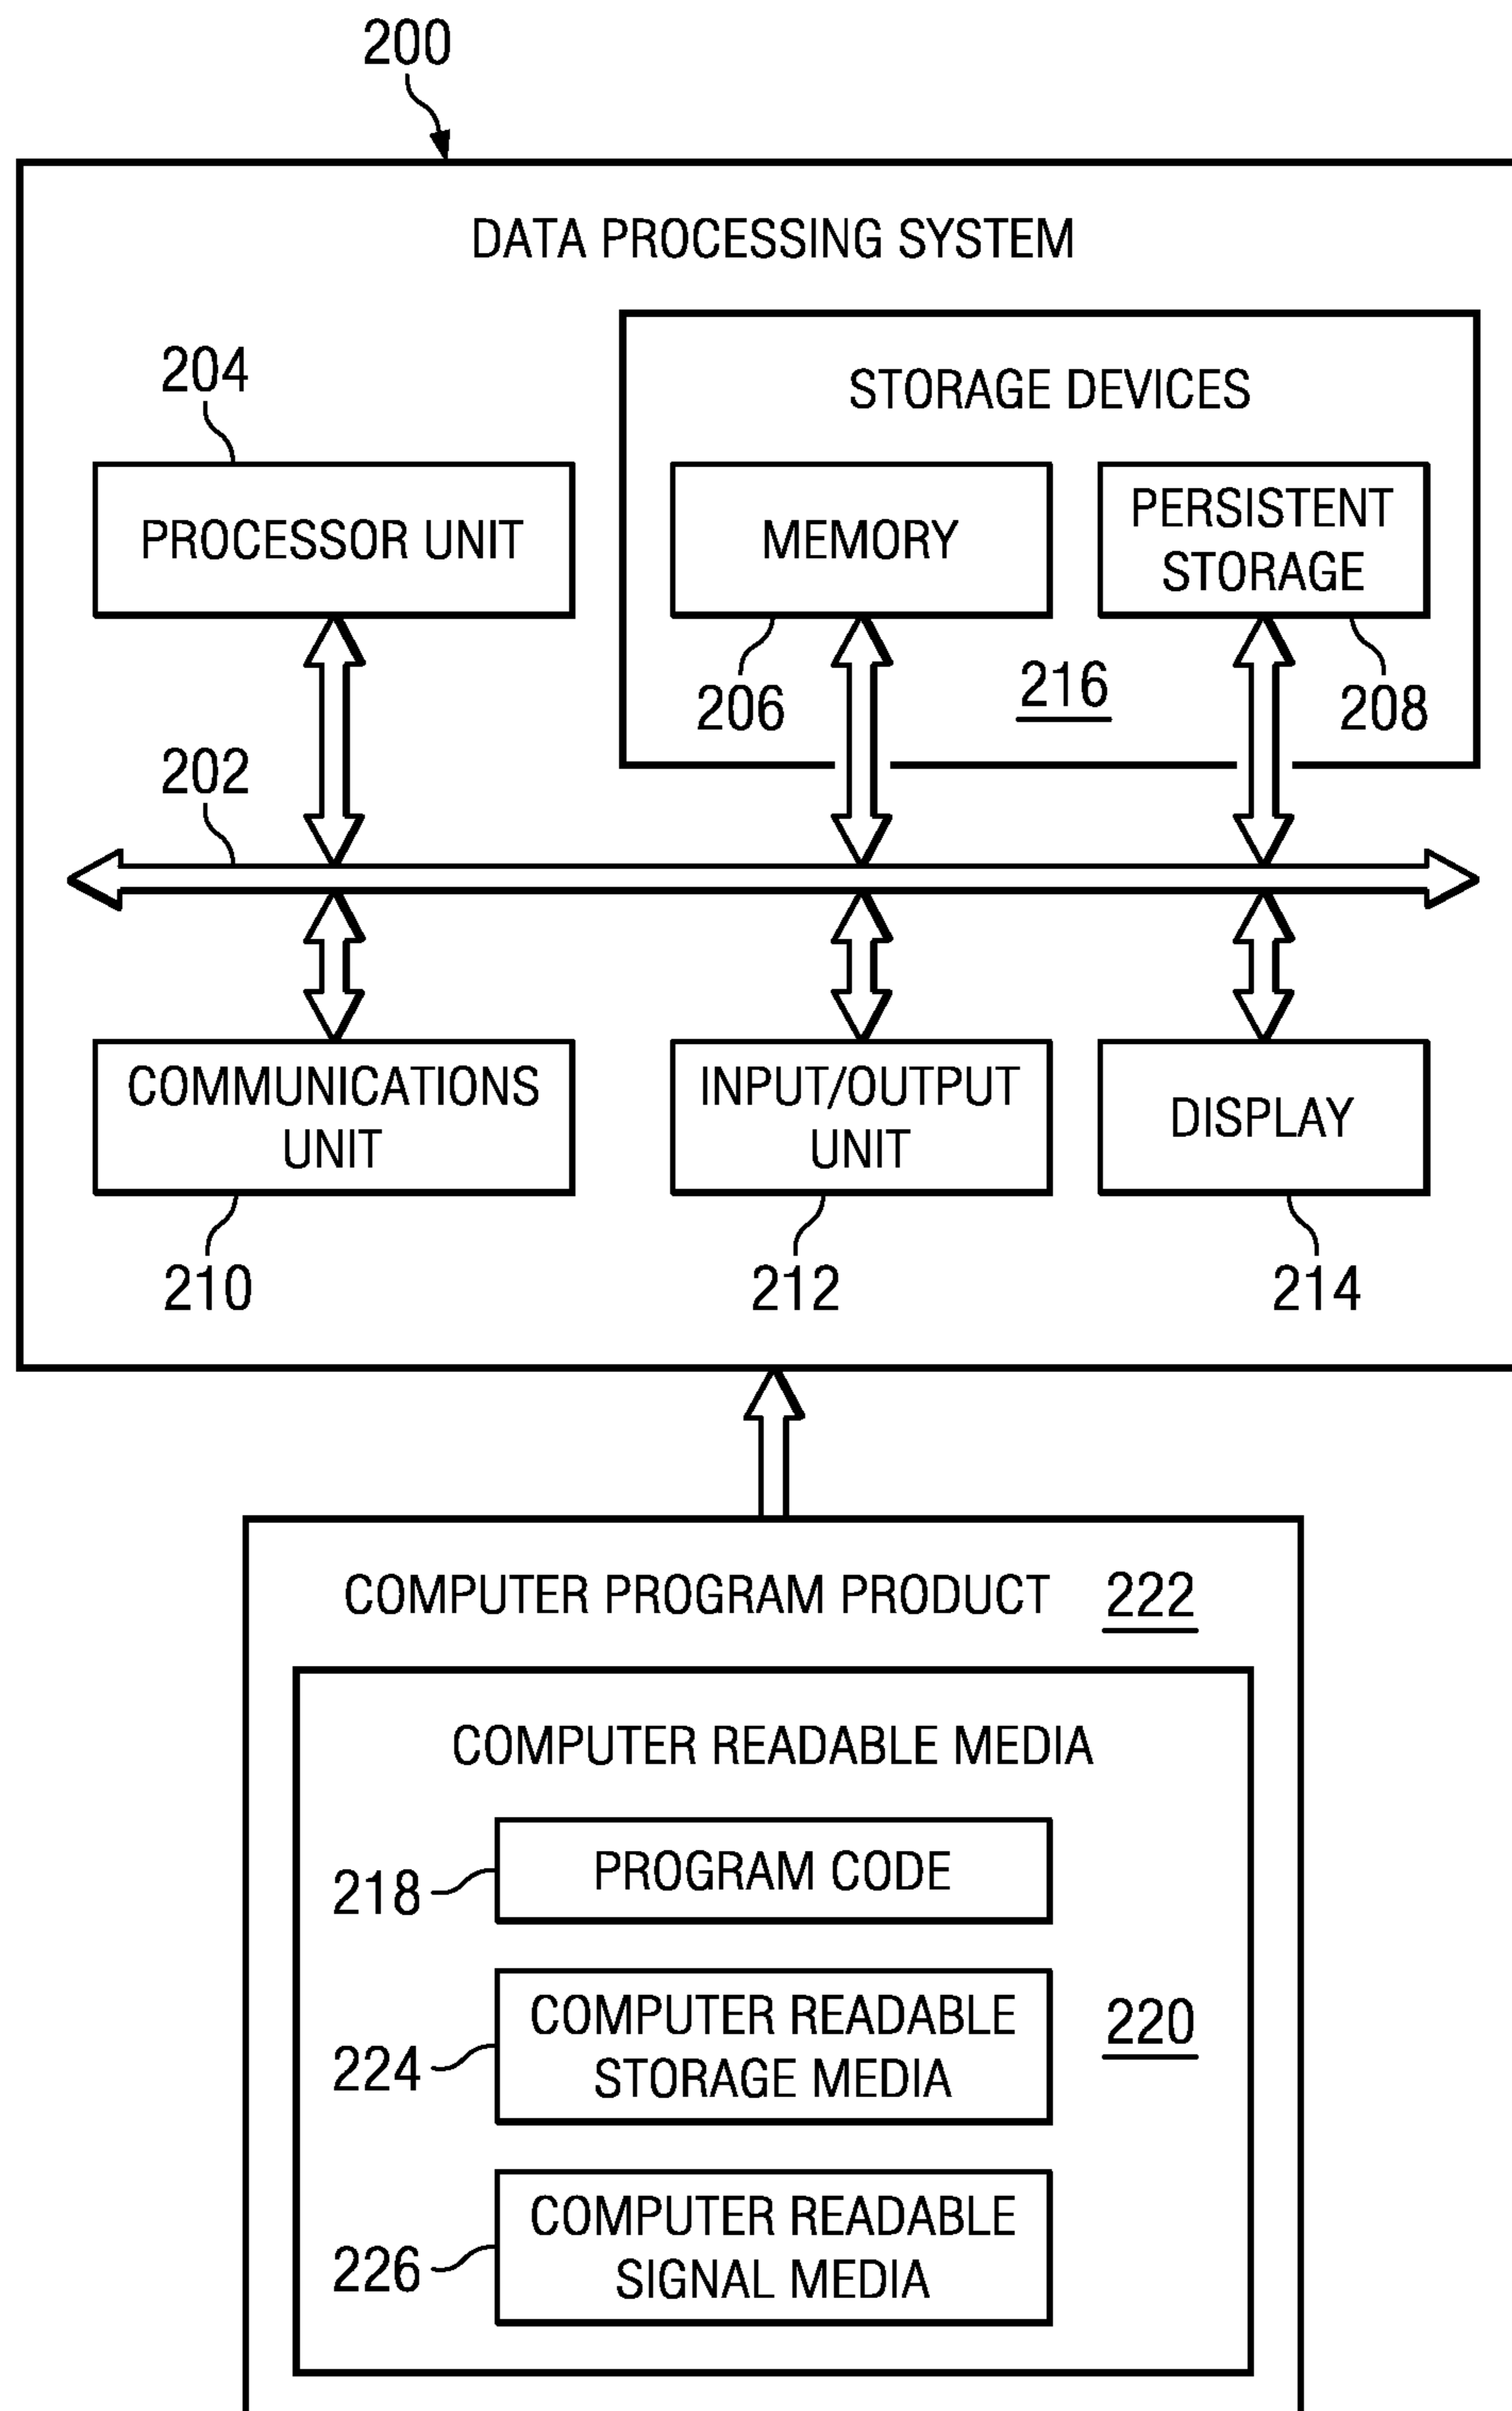 200
DATA PROCESSING SYSTEM
204
STORAGE DEVICES
PROCESSOR UNIT
MEMORY
PERSISTENT
STORAGE
206
216
208
202
COMMUNICATIONS
UNIT
INPUT/OUTPUT
UNIT
DISPLAY
210
212
214
COMPUTER PROGRAM PRODUCT 222
COMPUTER READABLE MEDIA
218
PROGRAM CODE
224
COMPUTER READABLE
STORAGE MEDIA
220
226
COMPUTER READABLE
SIGNAL MEDIA